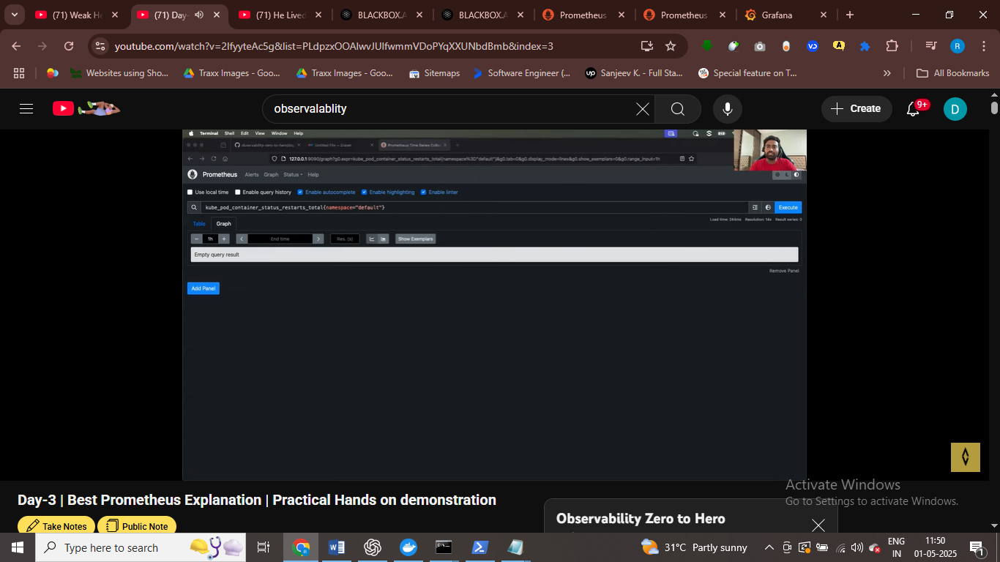 (71) Weak He
(71) Day-
(71) He Lived
BLACKBOX.A
BLACKBOX.A
Prometheus
Prometheus
Grafana
youtube.com/watch?v=2IfyyteAc5g&list=PLdpzxOOAlwvJUIfwmmVDoPYqXXUNbdBmb&index=3
R
Websites using Sho...
Traxx Images - Goo...
Traxx Images - Goo...
Sitemaps
Software Engineer (...
Sanjeev K. - Full Sta...
Special feature on T...
All Bookmarks
observalablity
Create
9+
D
Terminal Shell Edit View Window Help
observability-zero-to-hero/day
Untitled File — Eraser
Prometheus Time Series Collec
127.0.0.1:9090/graph?g0.expr=kube_pod_container_status_restarts_total{namespace%3D"default"}&g0.tab=0&g0.display_mode=lines&g0.show_exemplars=0&g0.range_input=1h
Prometheus Alerts Graph Status Help
Use local time Enable query history Enable autocomplete Enable highlighting Enable linter
kube_pod_container_status_restarts_total{namespace="default"}
Execute
Load time: 244ms Resolution: 14s Result series: 0
Table Graph
− 1h + End time Res. (s) Show Exemplars
Empty query result
Remove Panel
Add Panel
Day-3 | Best Prometheus Explanation | Practical Hands on demonstration
Take Notes
Public Note
Observability Zero to Hero
Activate Windows
Go to Settings to activate Windows.
Type here to search
31°C Partly sunny
ENG
IN
11:50
01-05-2025
1